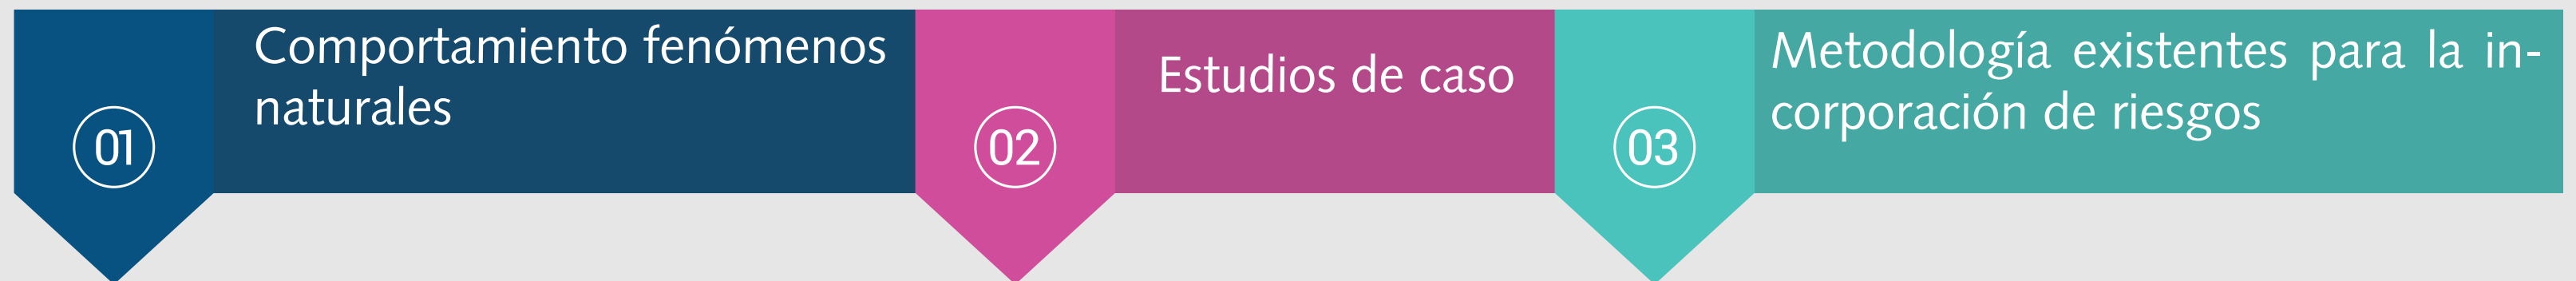 01
Comportamiento fenómenos
naturales
02
Estudios de caso
03
Metodología existentes para la in-
corporación de riesgos